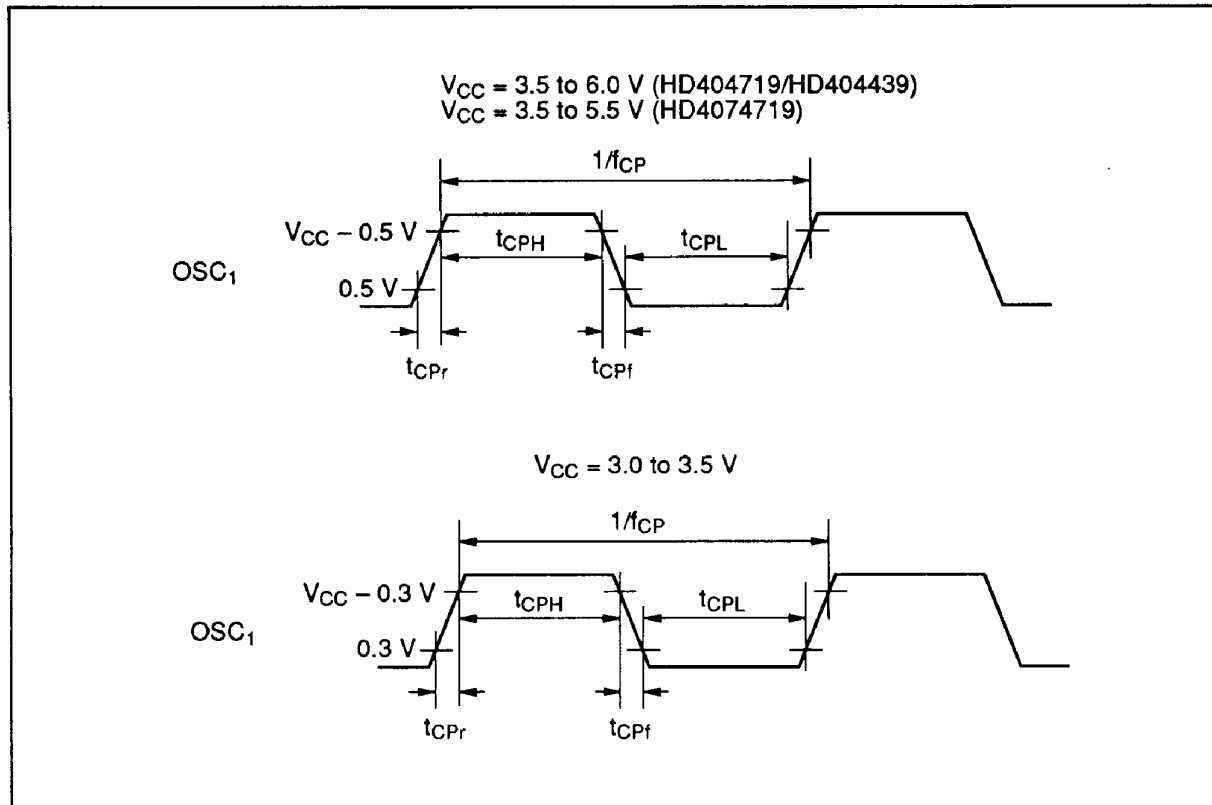 VCC = 3.5 to 6.0 V (HD404719/HD404439)
VCC = 3.5 to 5.5 V (HD4074719)
1/fCP
VCC – 0.5 V
tCPH
tCPL
OSC1
0.5 V
tCPr
tCPf
VCC = 3.0 to 3.5 V
1/fCP
VCC – 0.3 V
tCPH
tCPL
OSC1
0.3 V
tCPr
tCPf